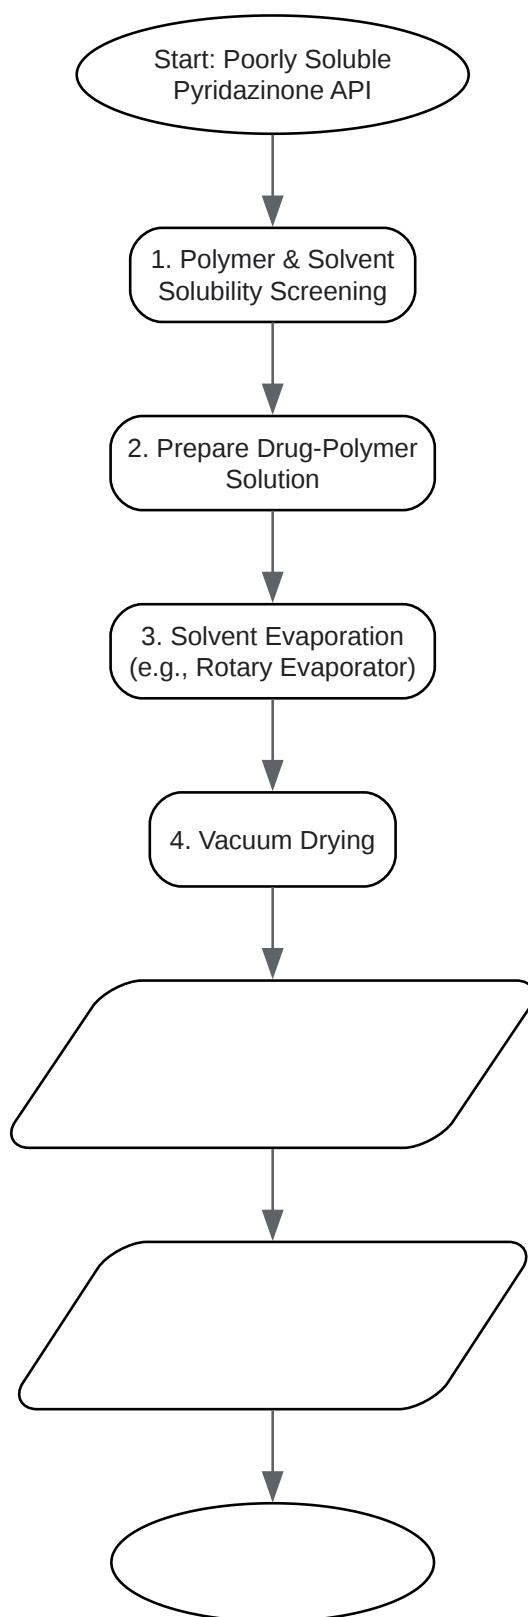 Start: Poorly Soluble
Pyridazinone API
1. Polymer & Solvent
Solubility Screening
2. Prepare Drug-Polymer
Solution
3. Solvent Evaporation
(e.g., Rotary Evaporator)
4. Vacuum Drying